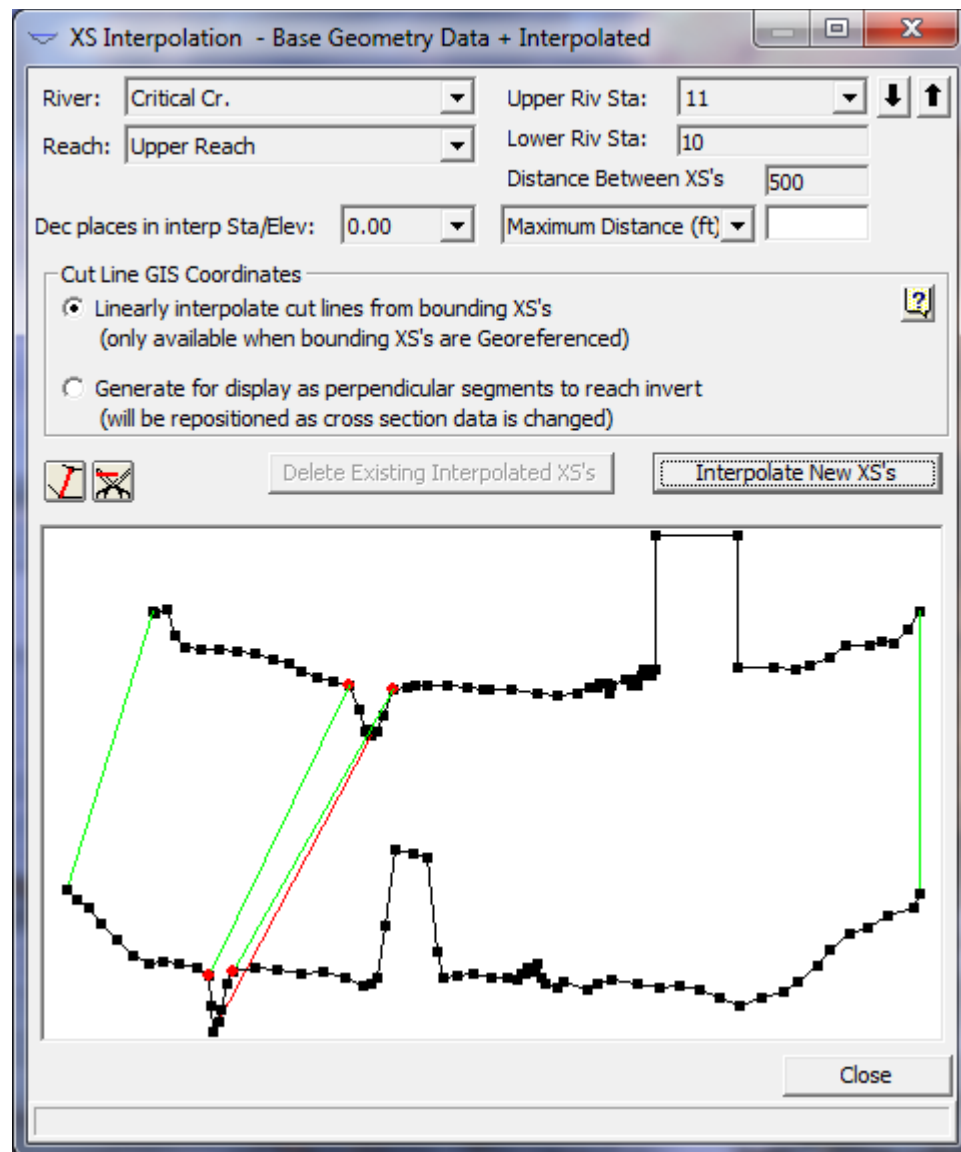 XS Interpolation - Base Geometry Data + Interpolated
River: Critical Cr. Upper Riv Sta: 11
Reach: Upper Reach Lower Riv Sta: 10
Distance Between XS's 500
Dec places in interp Sta/Elev: 0.00 Maximum Distance (ft)
Cut Line GIS Coordinates
Linearly interpolate cut lines from bounding XS's
(only available when bounding XS's are Georeferenced)
Generate for display as perpendicular segments to reach invert
(will be repositioned as cross section data is changed)
Delete Existing Interpolated XS's Interpolate New XS's
Close